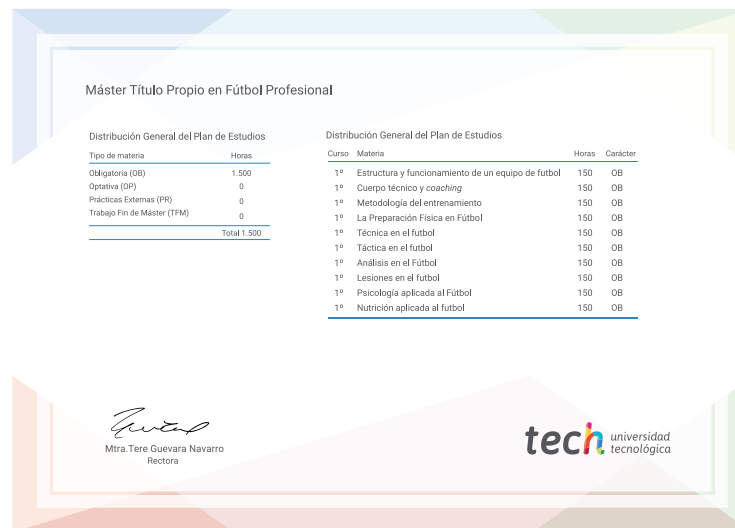 Máster Título Propio en Fútbol Profesional
Distribución General del Plan de Estudios
Tipo de materia Horas
Obligatoria (OB) 1.500
Optativa (OP) 0
Prácticas Externas (PR) 0
Trabajo Fin de Máster (TFM) 0
Total 1.500
Distribución General del Plan de Estudios
Curso Materia Horas Carácter
1º Estructura y funcionamiento de un equipo de futbol 150 OB
1º Cuerpo técnico y coaching 150 OB
1º Metodología del entrenamiento 150 OB
1º La Preparación Física en Fútbol 150 OB
1º Técnica en el futbol 150 OB
1º Táctica en el futbol 150 OB
1º Análisis en el Fútbol 150 OB
1º Lesiones en el futbol 150 OB
1º Psicología aplicada al Fútbol 150 OB
1º Nutrición aplicada al futbol 150 OB
Mtra.Tere Guevara Navarro
Rectora
tech universidad
tecnológica